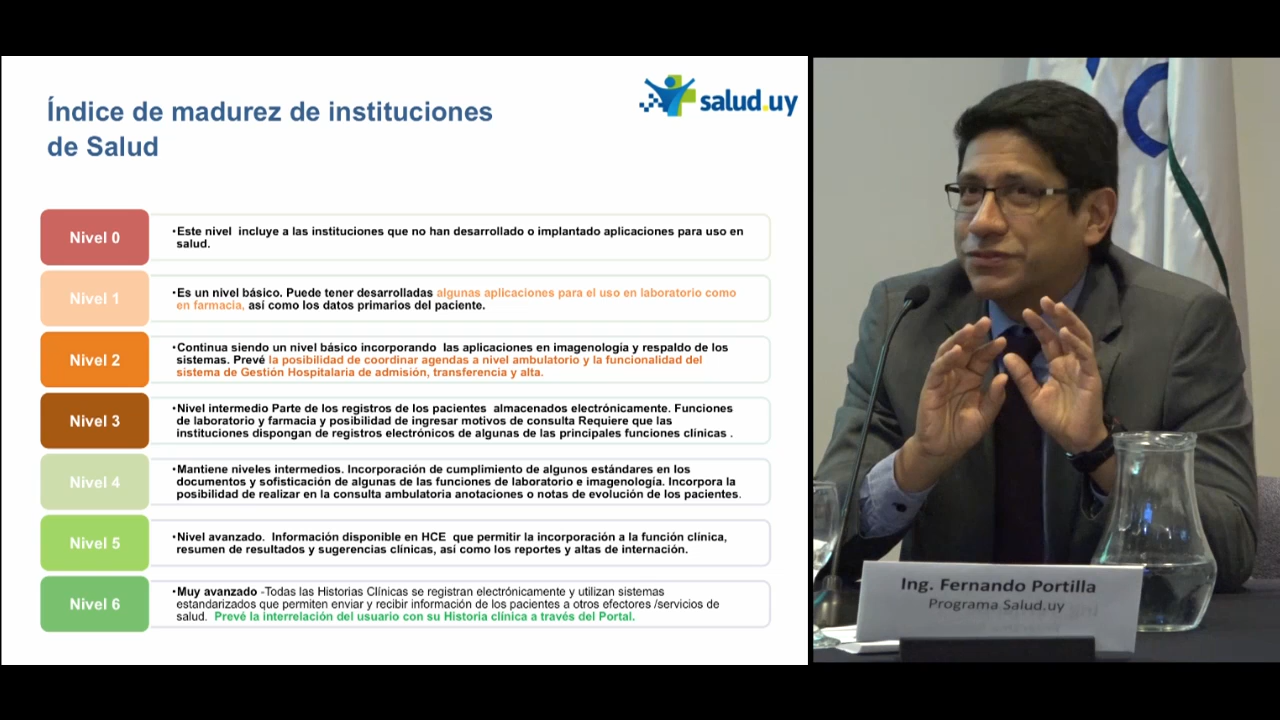 Índice de madurez de instituciones
de Salud
salud.uy
Nivel 0
•Este nivel incluye a las instituciones que no han desarrollado o implantado aplicaciones para uso en
salud.
Nivel 1
•Es un nivel básico. Puede tener desarrolladas algunas aplicaciones para el uso en laboratorio como
en farmacia, así como los datos primarios del paciente.
Nivel 2
•Continua siendo un nivel básico incorporando las aplicaciones en imagenología y respaldo de los
sistemas. Prevé la posibilidad de coordinar agendas a nivel ambulatorio y la funcionalidad del
sistema de Gestión Hospitalaria de admisión, transferencia y alta.
Nivel 3
•Nivel intermedio Parte de los registros de los pacientes almacenados electrónicamente. Funciones
de laboratorio y farmacia y posibilidad de ingresar motivos de consulta Requiere que las
instituciones dispongan de registros electrónicos de algunas de las principales funciones clínicas .
Nivel 4
•Mantiene niveles intermedios. Incorporación de cumplimiento de algunos estándares en los
documentos y sofisticación de algunas de las funciones de laboratorio e imagenología. Incorpora la
posibilidad de realizar en la consulta ambulatoria anotaciones o notas de evolución de los pacientes.
Nivel 5
•Nivel avanzado. Información disponible en HCE que permitir la incorporación a la función clínica,
resumen de resultados y sugerencias clínicas, así como los reportes y altas de internación.
Nivel 6
•Muy avanzado -Todas las Historias Clínicas se registran electrónicamente y utilizan sistemas
estandarizados que permiten enviar y recibir información de los pacientes a otros efectores /servicios de
salud. Prevé la interrelación del usuario con su Historia clínica a través del Portal.
Ing. Fernando Portilla
Programa Salud.uy